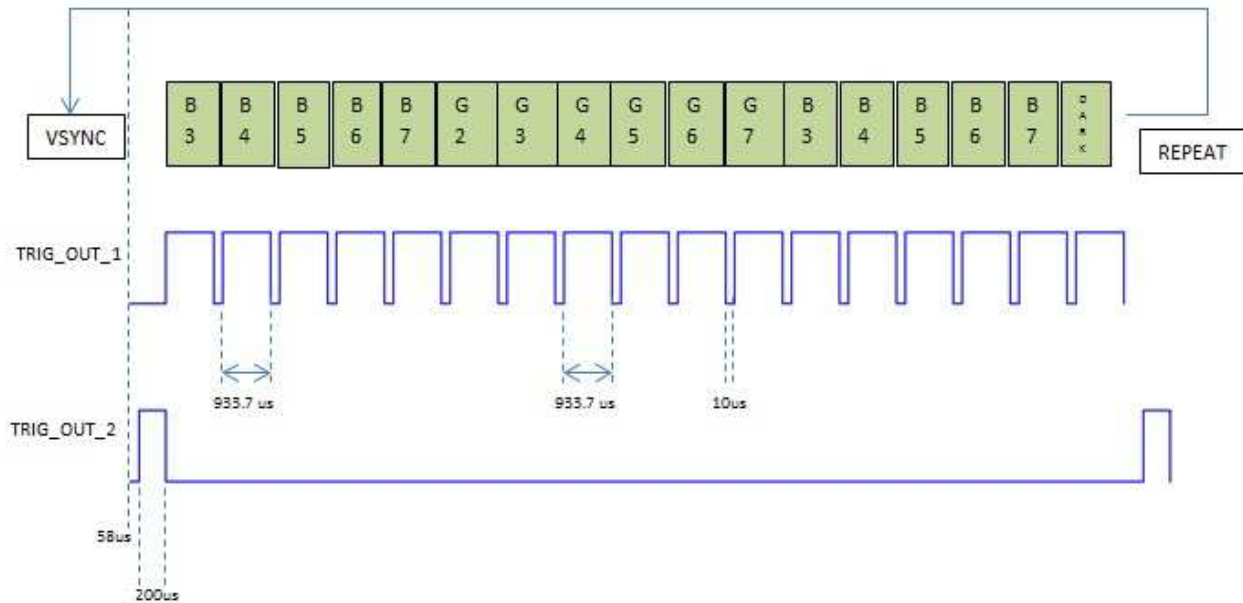 B B B B B G G G G G G B B B B B D
3 4 5 6 7 2 3 4 5 6 7 3 4 5 6 7 A
R
K
VSYNC
REPEAT
TRIG_OUT_1
933.7 us
933.7 us
10us
TRIG_OUT_2
58us
200us